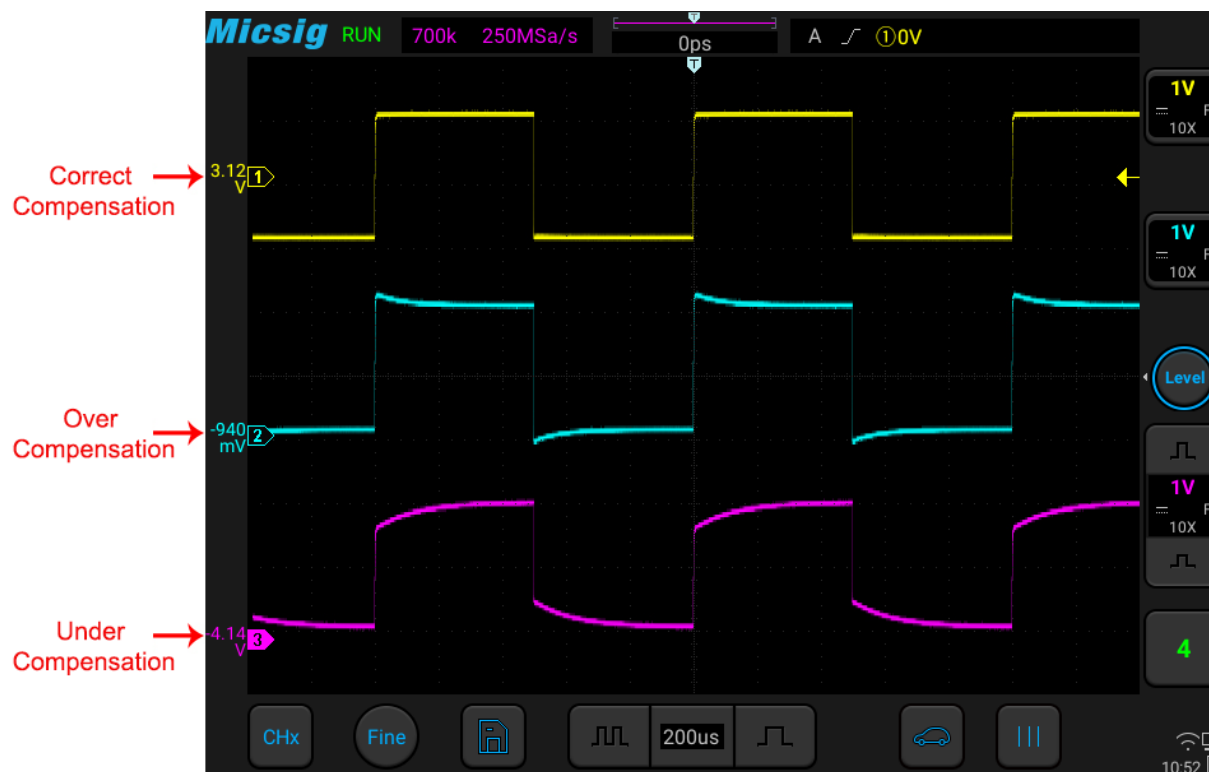 Micsig RUN 700k 250MSa/s T 0ps A ①0V
T
1V
F
10X
Correct
Compensation
3.12
V
1
1V
F
10X
Level
Over
Compensation
-940
mV
2
1V
F
10X
Under
Compensation
-4.14
V
3
4
CHx Fine 200us
10:52